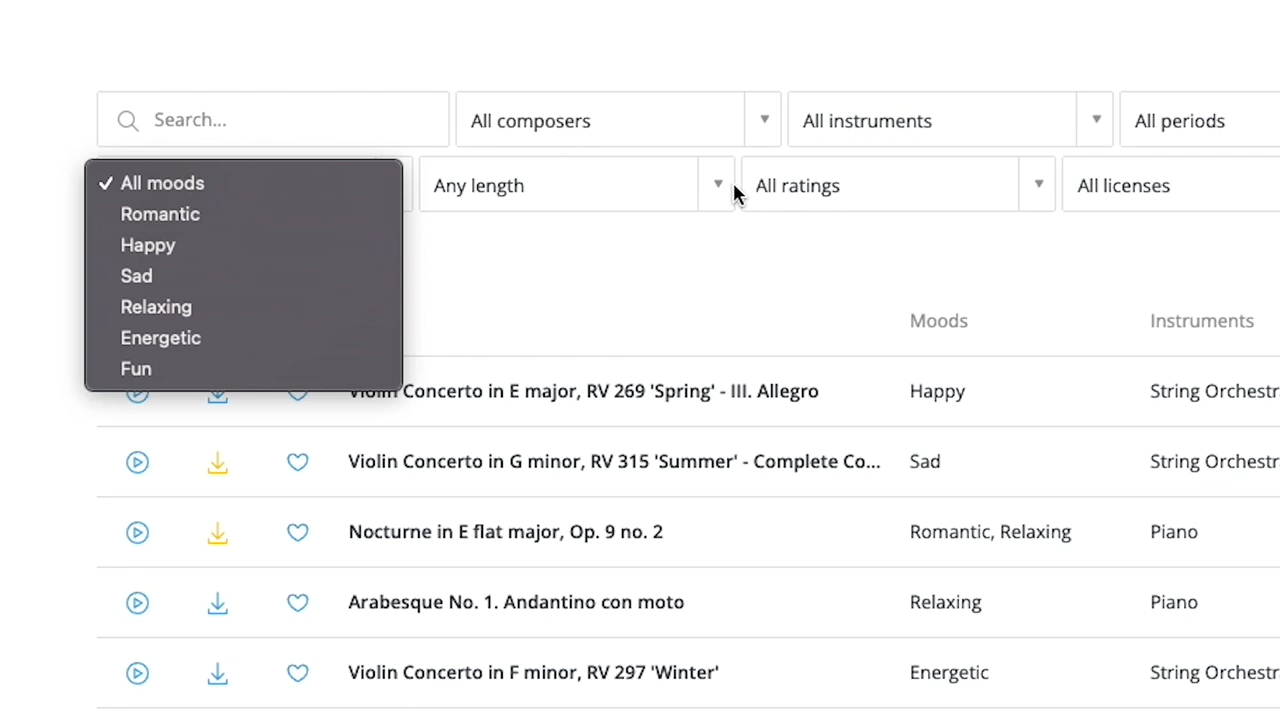 Search...
All composers
All instruments
All periods
All moods
Romantic
Happy
Sad
Relaxing
Energetic
Fun
Any length
All ratings
All licenses
Moods
Instruments
Violin Concerto in E major, RV 269 'Spring' - III. Allegro
Happy
String Orchestr
Violin Concerto in G minor, RV 315 'Summer' - Complete Co...
Sad
String Orchestr
Nocturne in E flat major, Op. 9 no. 2
Romantic, Relaxing
Piano
Arabesque No. 1. Andantino con moto
Relaxing
Piano
Violin Concerto in F minor, RV 297 'Winter'
Energetic
String Orchestr